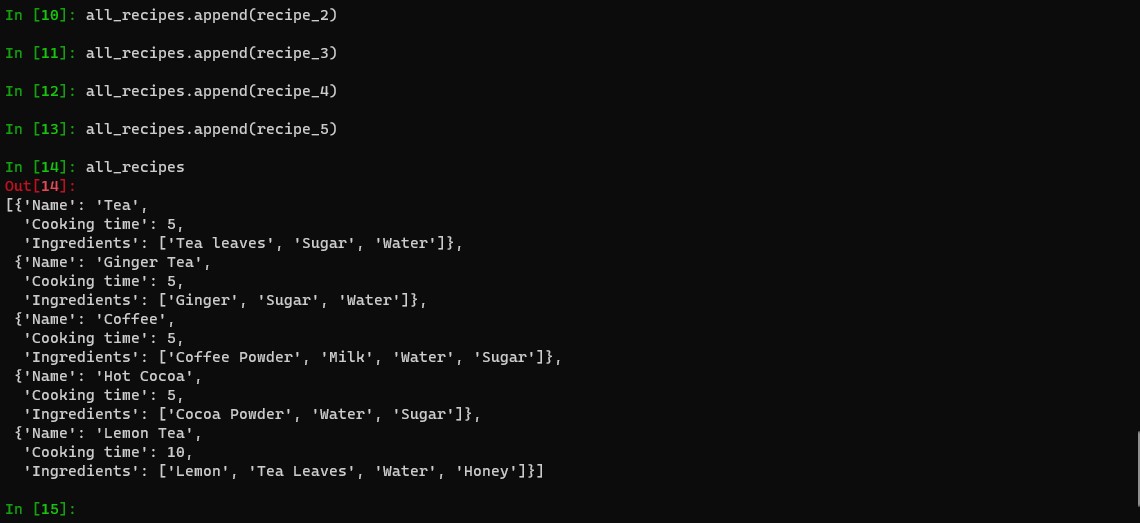 In [10]: all_recipes.append(recipe_2)
In [11]: all_recipes.append(recipe_3)
In [12]: all_recipes.append(recipe_4)
In [13]: all_recipes.append(recipe_5)
In [14]: all_recipes
Out[14]:
[{'Name': 'Tea',
  'Cooking time': 5,
  'Ingredients': ['Tea leaves', 'Sugar', 'Water']},
 {'Name': 'Ginger Tea',
  'Cooking time': 5,
  'Ingredients': ['Ginger', 'Sugar', 'Water']},
 {'Name': 'Coffee',
  'Cooking time': 5,
  'Ingredients': ['Coffee Powder', 'Milk', 'Water', 'Sugar']},
 {'Name': 'Hot Cocoa',
  'Cooking time': 5,
  'Ingredients': ['Cocoa Powder', 'Water', 'Sugar']},
 {'Name': 'Lemon Tea',
  'Cooking time': 10,
  'Ingredients': ['Lemon', 'Tea Leaves', 'Water', 'Honey']}]
In [15]: